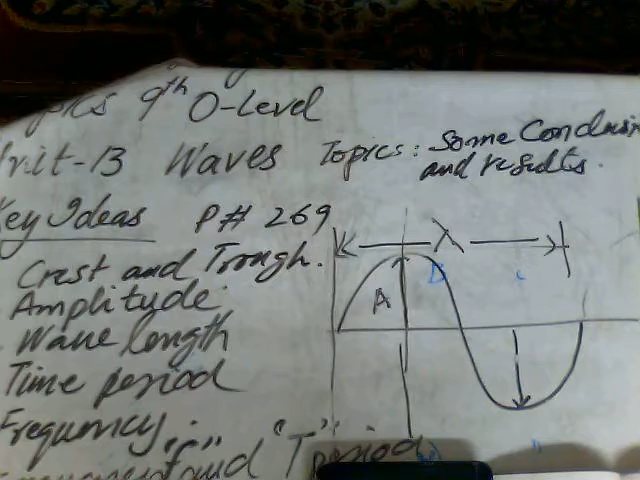 9th O-Level
Unit-13 Waves Topics: Some
and results.
Key Ideas P# 269
λ
Crest and Trough.
Amplitude
A
Wave length
Time period
Frequency
and "T" period